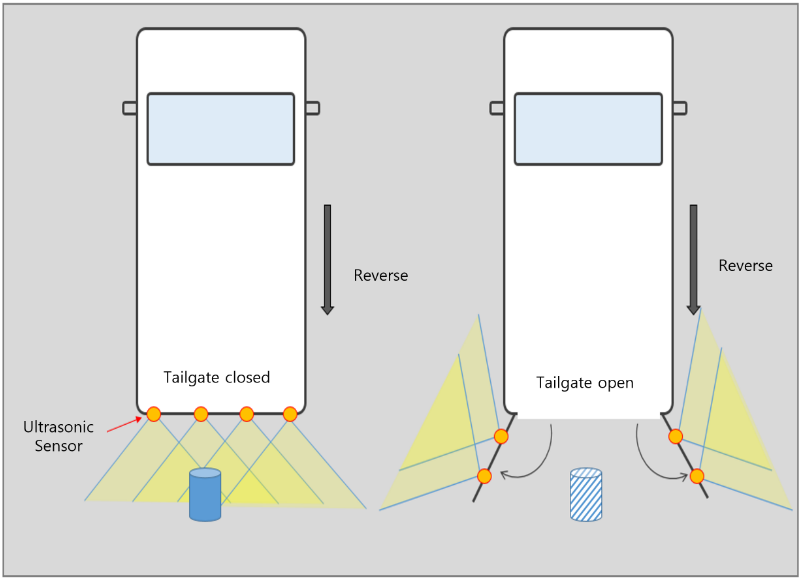 Reverse
Reverse
Tailgate closed
Tailgate open
Ultrasonic
Sensor